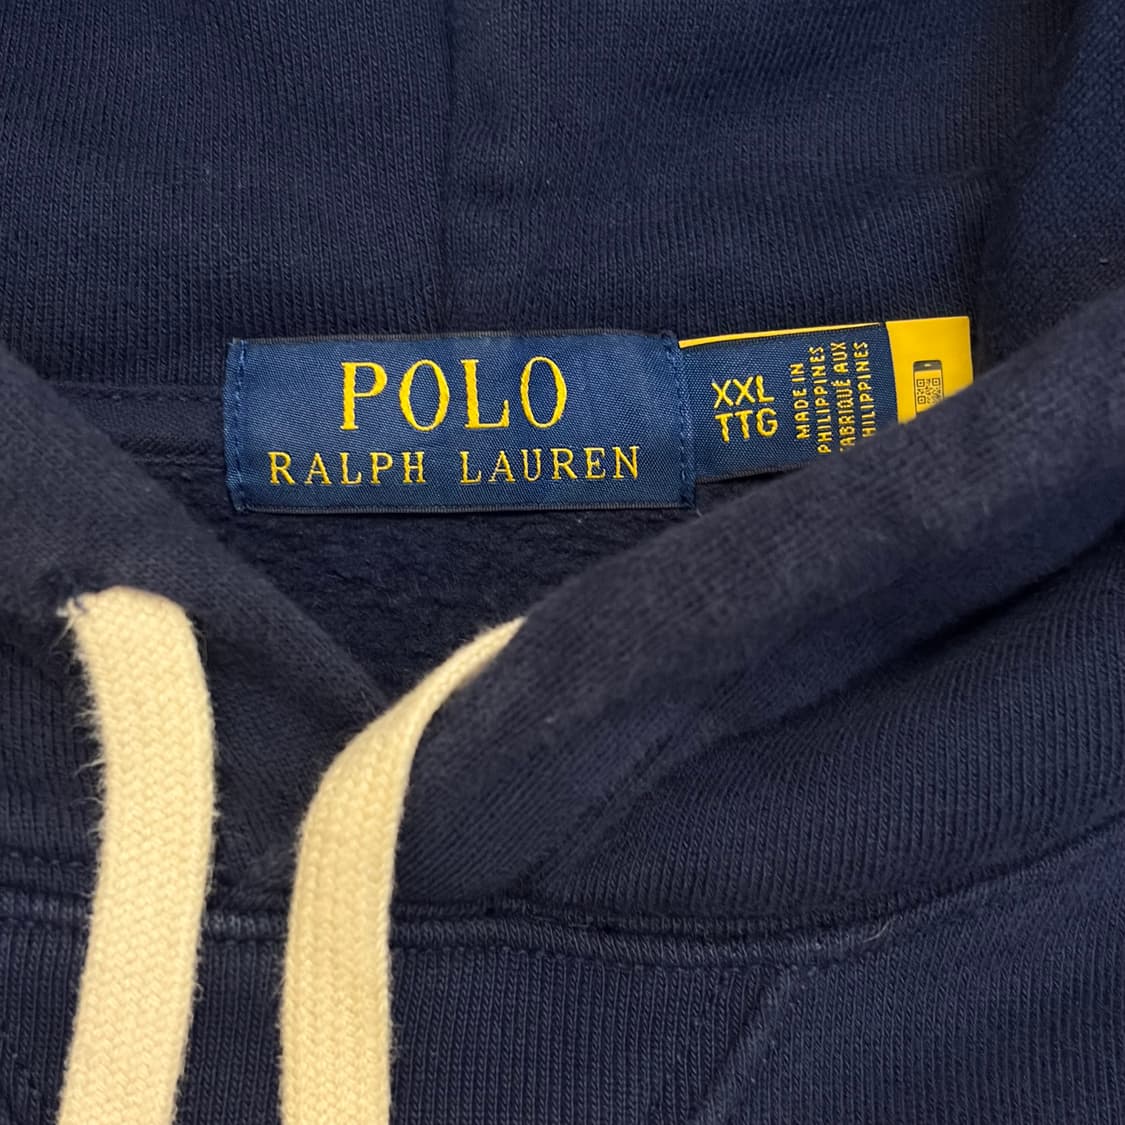 POLO
RALPH LAUREN
XXL
TTG
MADE IN
PHILIPPINES
FABRIQUÉ AUX
PHILIPPINES